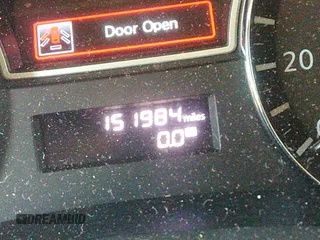 Door Open
20
151984 miles
0.0
DREAMBID